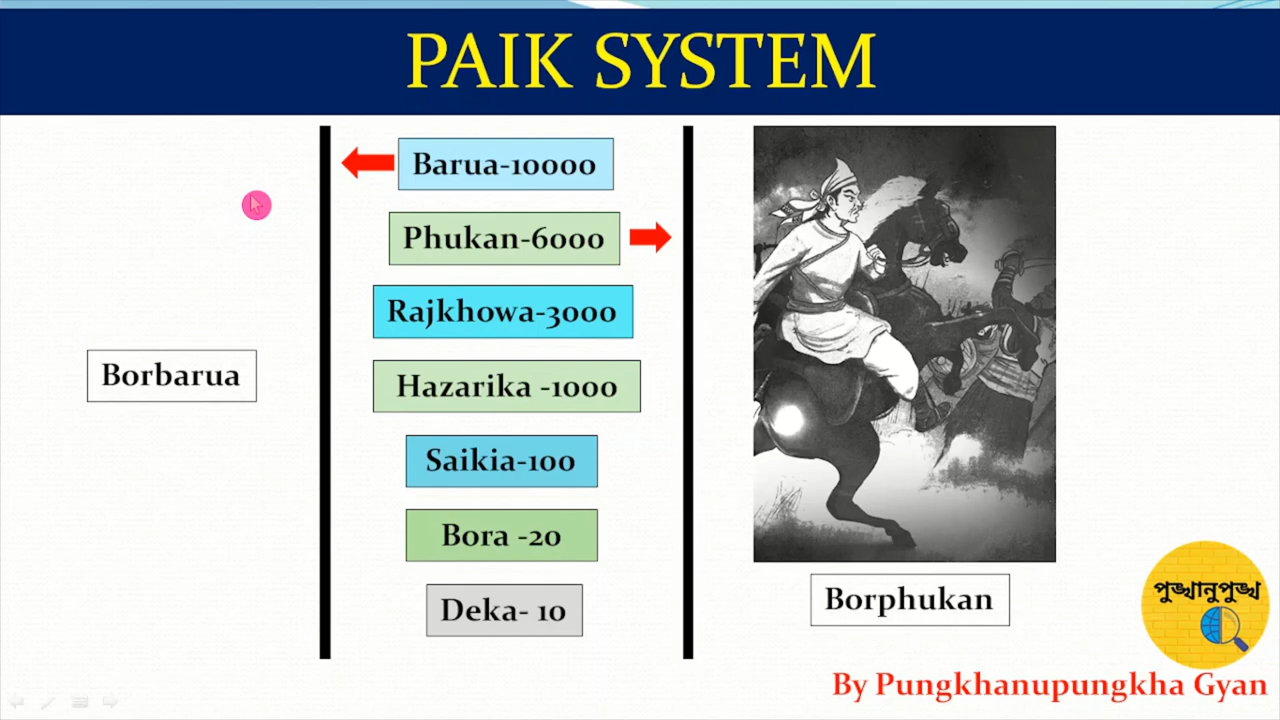 PAIK SYSTEM
Barua-10000
Phukan-6000
Rajkhowa-3000
Hazarika -1000
Saikia-100
Bora -20
Deka- 10
Borbarua
Borphukan
পুঙ্খানুপুঙ্খ
By Pungkhanupungkha Gyan